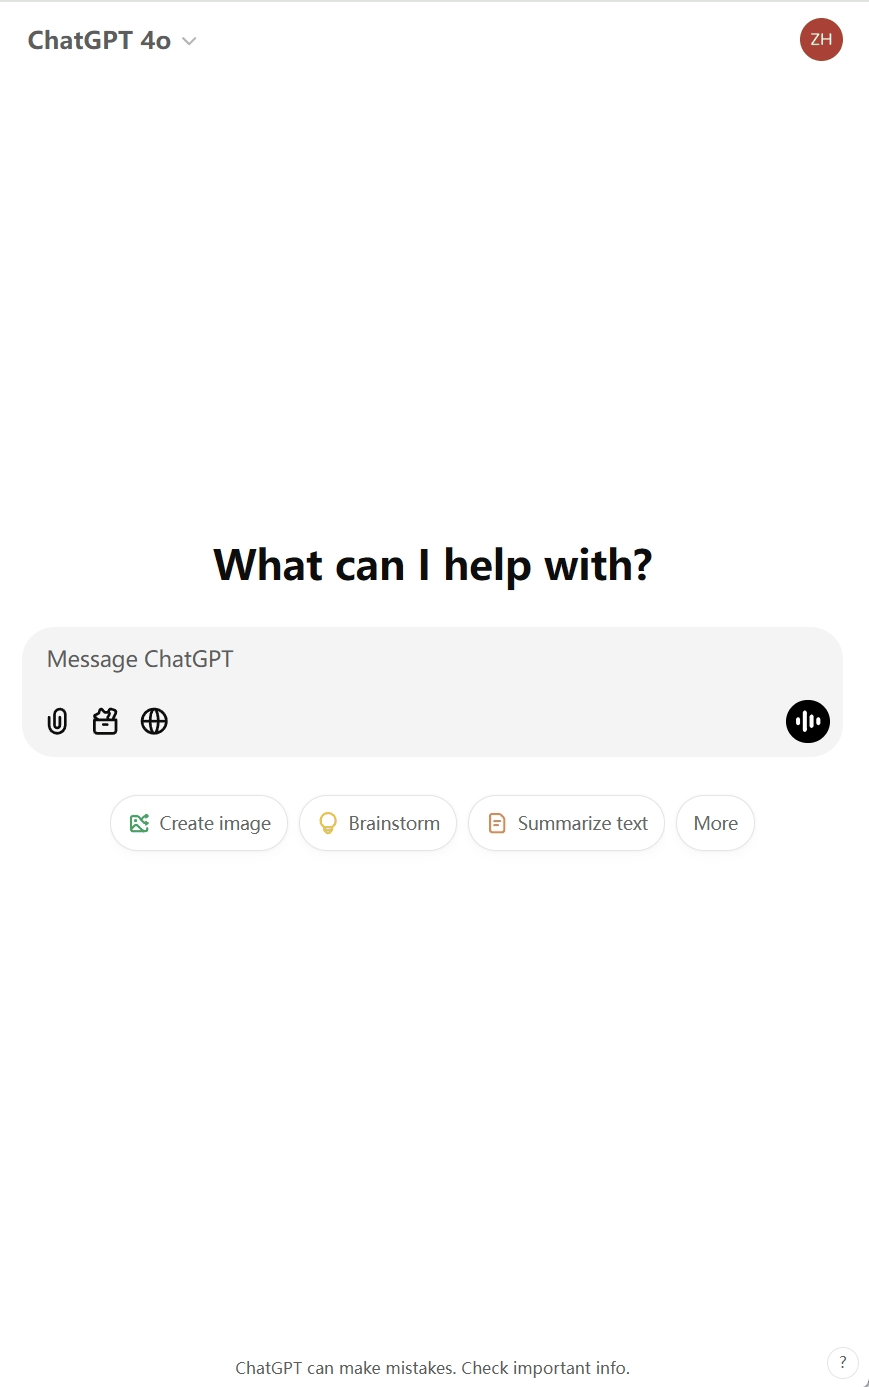 ChatGPT 4o
ZH
What can I help with?
Message ChatGPT
Create image
Brainstorm
Summarize text
More
ChatGPT can make mistakes. Check important info.
?